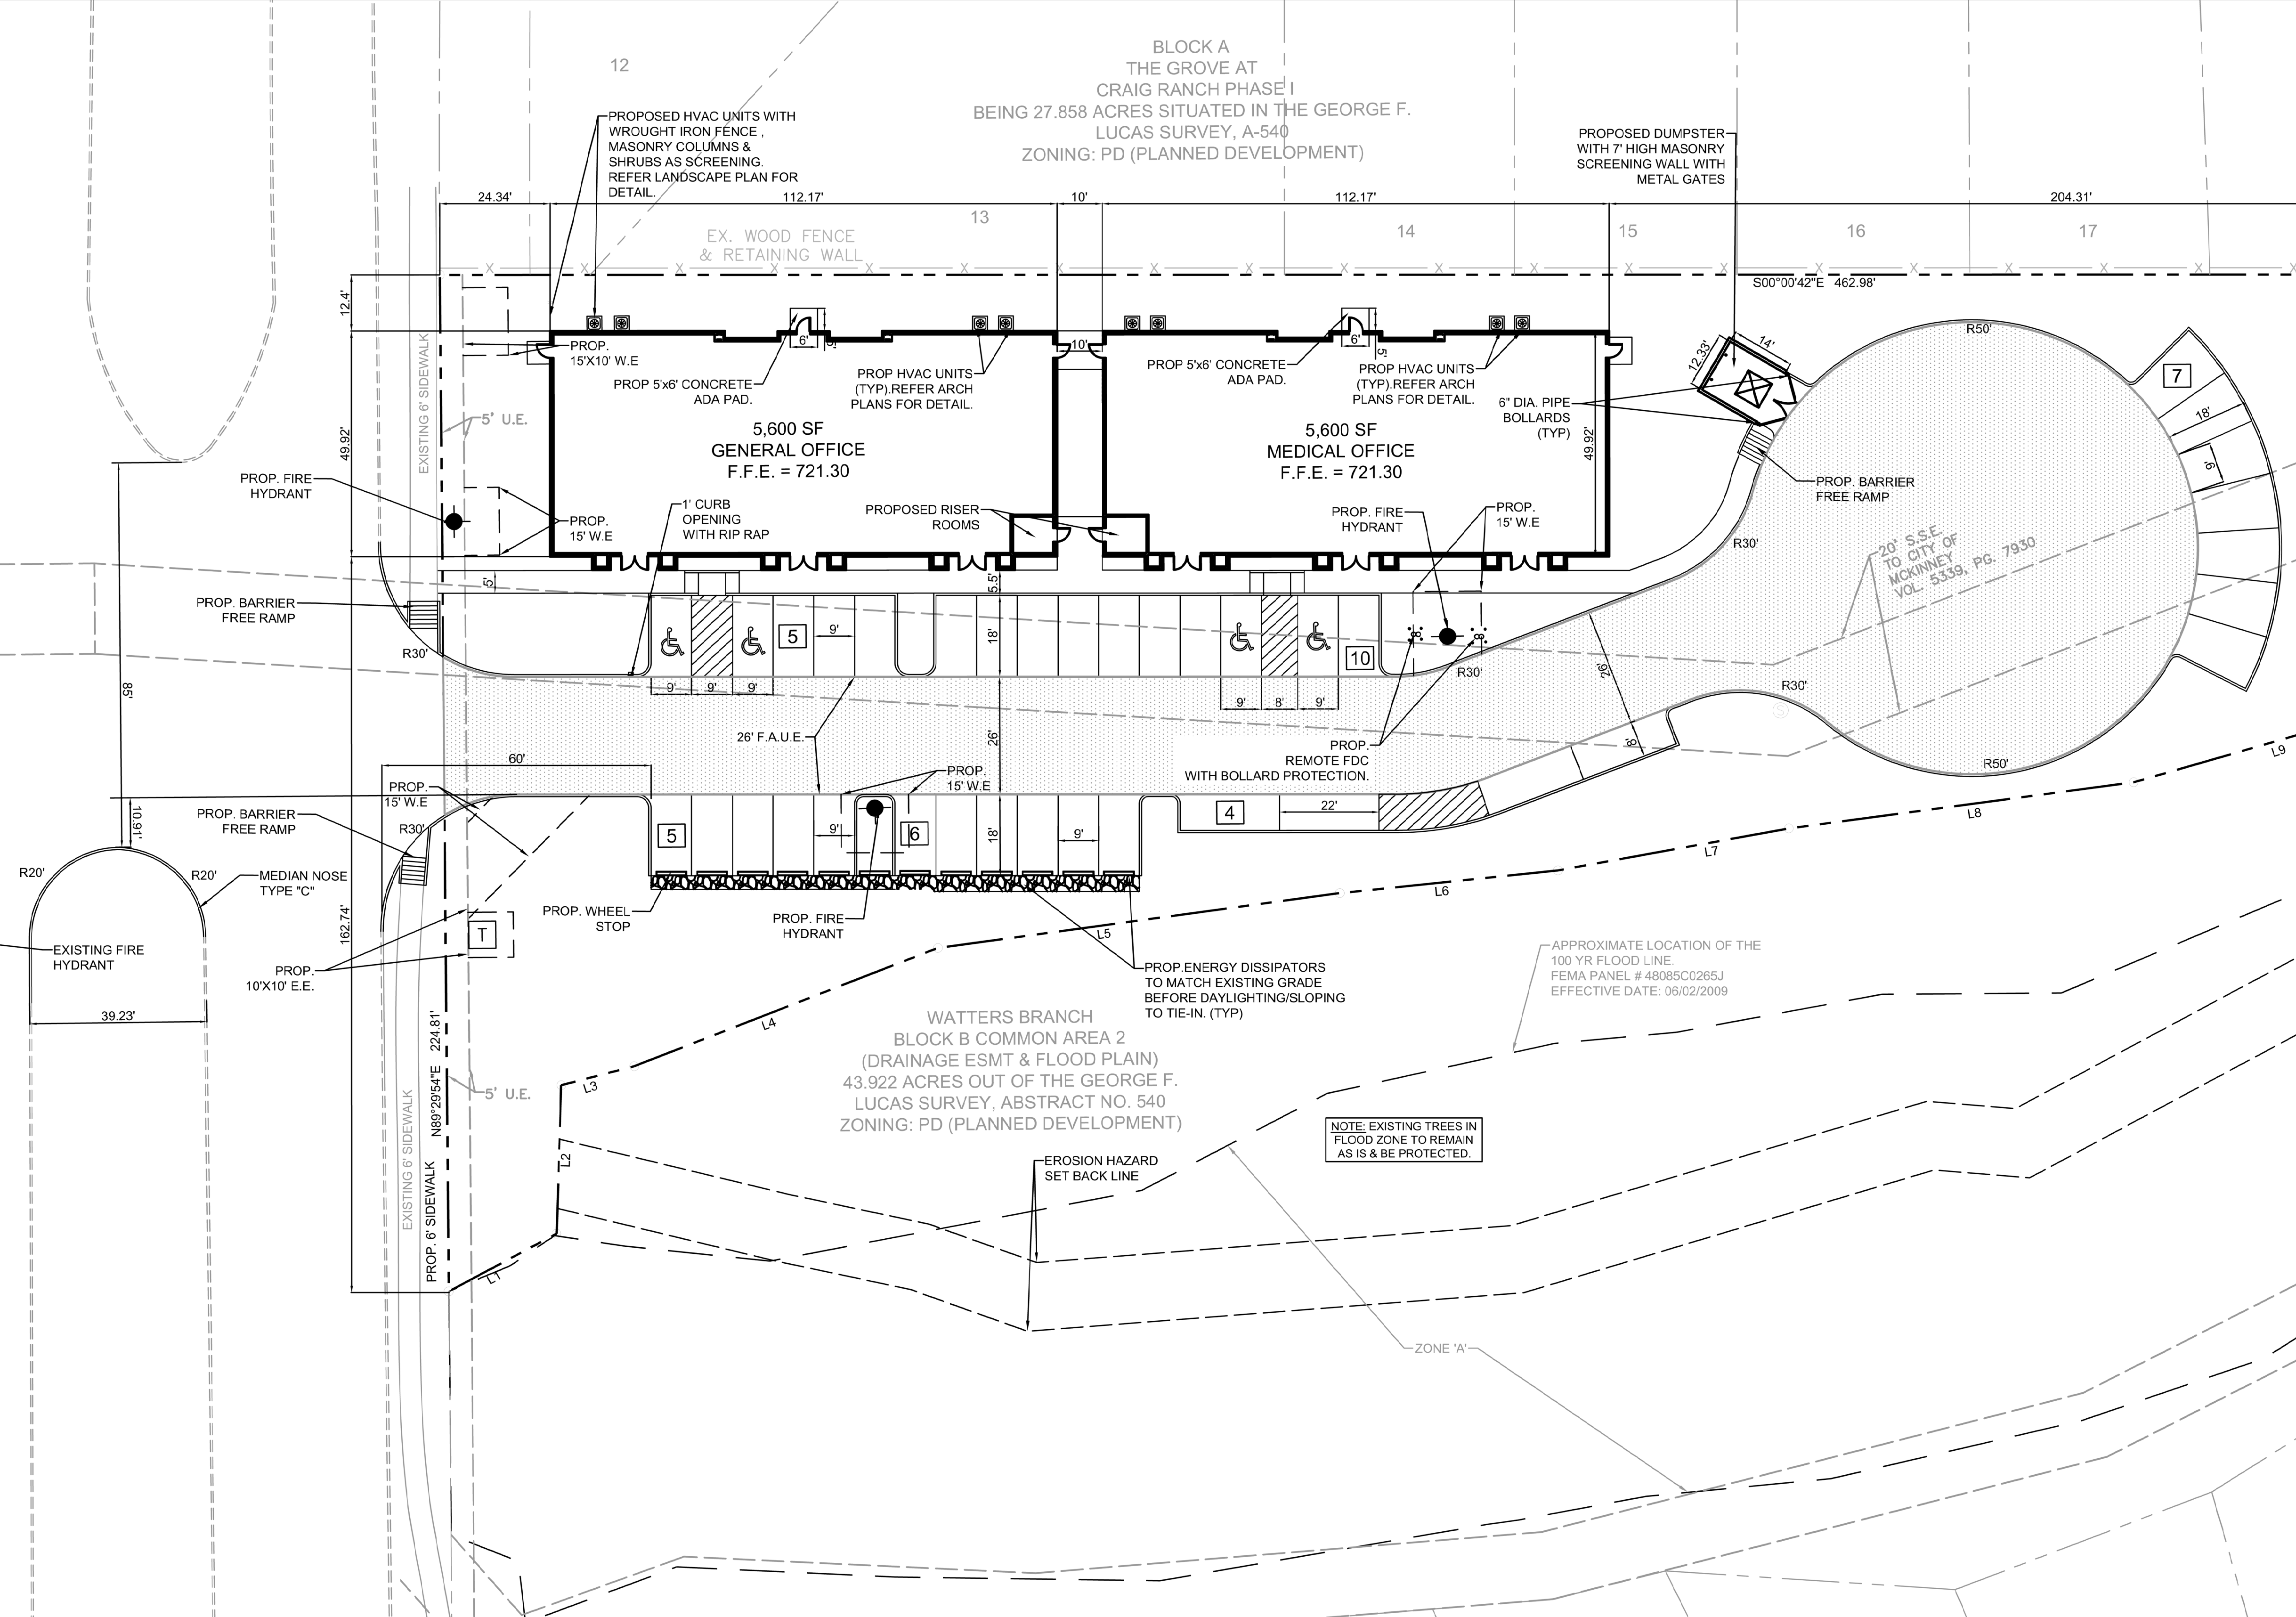 12
BLOCK A
THE GROVE AT
CRAIG RANCH PHASE I
BEING 27.858 ACRES SITUATED IN THE GEORGE F.
LUCAS SURVEY, A-540
ZONING: PD (PLANNED DEVELOPMENT)
PROPOSED HVAC UNITS WITH
WROUGHT IRON FENCE ,
MASONRY COLUMNS &
SHRUBS AS SCREENING.
REFER LANDSCAPE PLAN FOR
DETAIL.
PROPOSED DUMPSTER
WITH 7' HIGH MASONRY
SCREENING WALL WITH
METAL GATES
24.34'
112.17'
10'
112.17'
204.31'
13
14
15
16
17
EX. WOOD FENCE
& RETAINING WALL
X X X X X X X X X X X X X X X X X X X X
S00°00'42"E 462.98'
12.4'
49.92'
EXISTING 6' SIDEWALK
5' U.E.
PROP.
15'X10' W.E
6'
5'
PROP 5'x6' CONCRETE
ADA PAD.
PROP HVAC UNITS
(TYP).REFER ARCH
PLANS FOR DETAIL.
10'
PROP 5'x6' CONCRETE
ADA PAD.
6'
5'
PROP HVAC UNITS
(TYP).REFER ARCH
PLANS FOR DETAIL.
49.92'
12.33'
14'
R50'
7
18'
9'
6" DIA. PIPE
BOLLARDS
(TYP)
5,600 SF
GENERAL OFFICE
F.F.E. = 721.30
5,600 SF
MEDICAL OFFICE
F.F.E. = 721.30
PROP. FIRE
HYDRANT
PROP.
15' W.E
1' CURB
OPENING
WITH RIP RAP
PROPOSED RISER
ROOMS
PROP. FIRE
HYDRANT
PROP.
15' W.E
PROP. BARRIER
FREE RAMP
R30'
20' S.S.E.
TO CITY OF
MCKINNEY
VOL. 5339, PG. 7930
5'
5.5'
PROP. BARRIER
FREE RAMP
R30'
5
9'
18'
10
R30'
26'
R30'
9'
9'
9'
9'
8'
9'
85'
26' F.A.U.E.
26'
PROP.
REMOTE FDC
WITH BOLLARD PROTECTION.
8'
S
L9
R50'
60'
PROP.
15' W.E
PROP.
15' W.E
10.91'
PROP. BARRIER
FREE RAMP
R30'
5
9'
6
18'
9'
4
22'
L8
L7
L6
R20'
R20'
MEDIAN NOSE
TYPE "C"
PROP. WHEEL
STOP
PROP. FIRE
HYDRANT
162.74'
T
L5
EXISTING FIRE
HYDRANT
PROP.
10'X10' E.E.
PROP.ENERGY DISSIPATORS
TO MATCH EXISTING GRADE
BEFORE DAYLIGHTING/SLOPING
TO TIE-IN. (TYP)
APPROXIMATE LOCATION OF THE
100 YR FLOOD LINE.
FEMA PANEL # 48085C0265J
EFFECTIVE DATE: 06/02/2009
39.23'
L4
WATTERS BRANCH
BLOCK B COMMON AREA 2
(DRAINAGE ESMT & FLOOD PLAIN)
43.922 ACRES OUT OF THE GEORGE F.
LUCAS SURVEY, ABSTRACT NO. 540
ZONING: PD (PLANNED DEVELOPMENT)
N89°29'54"E 224.81'
5' U.E.
L3
EXISTING 6' SIDEWALK
PROP. 6' SIDEWALK
L2
NOTE: EXISTING TREES IN
FLOOD ZONE TO REMAIN
AS IS & BE PROTECTED.
EROSION HAZARD
SET BACK LINE
L1
ZONE 'A'